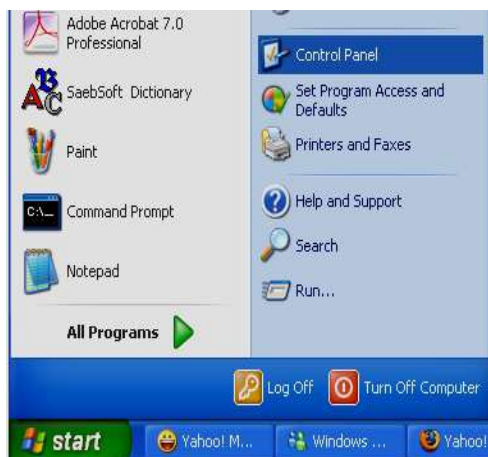 Adobe Acrobat 7.0
Professional
SaebSoft Dictionary
Paint
C:\_
Command Prompt
Notepad
All Programs
Control Panel
Set Program Access and
Defaults
Printers and Faxes
Help and Support
Search
Run...
Log Off
Turn Off Computer
start
Yahoo! M...
Windows ...
Yahoo!